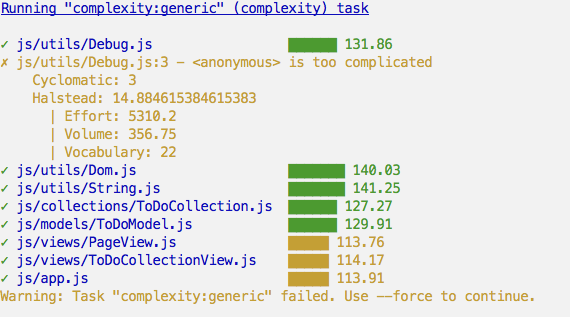 Running "complexity:generic" (complexity) task
✓ js/utils/Debug.js 131.86
✗ js/utils/Debug.js:3 - <anonymous> is too complicated
Cyclomatic: 3
Halstead: 14.884615384615383
| Effort: 5310.2
| Volume: 356.75
| Vocabulary: 22
✓ js/utils/Dom.js 140.03
✓ js/utils/String.js 141.25
✓ js/collections/ToDoCollection.js 127.27
✓ js/models/ToDoModel.js 129.91
✓ js/views/PageView.js 113.76
✓ js/views/ToDoCollectionView.js 114.17
✓ js/app.js 113.91
Warning: Task "complexity:generic" failed. Use --force to continue.